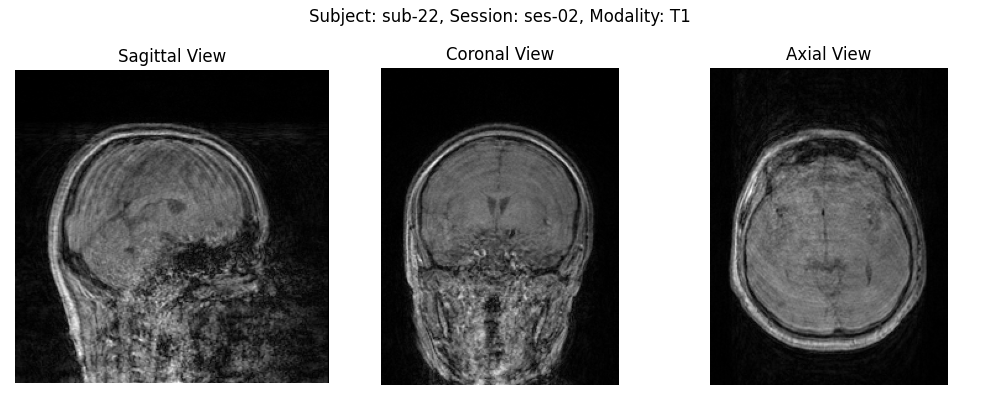 Subject: sub-22, Session: ses-02, Modality: T1
Sagittal View
Coronal View
Axial View